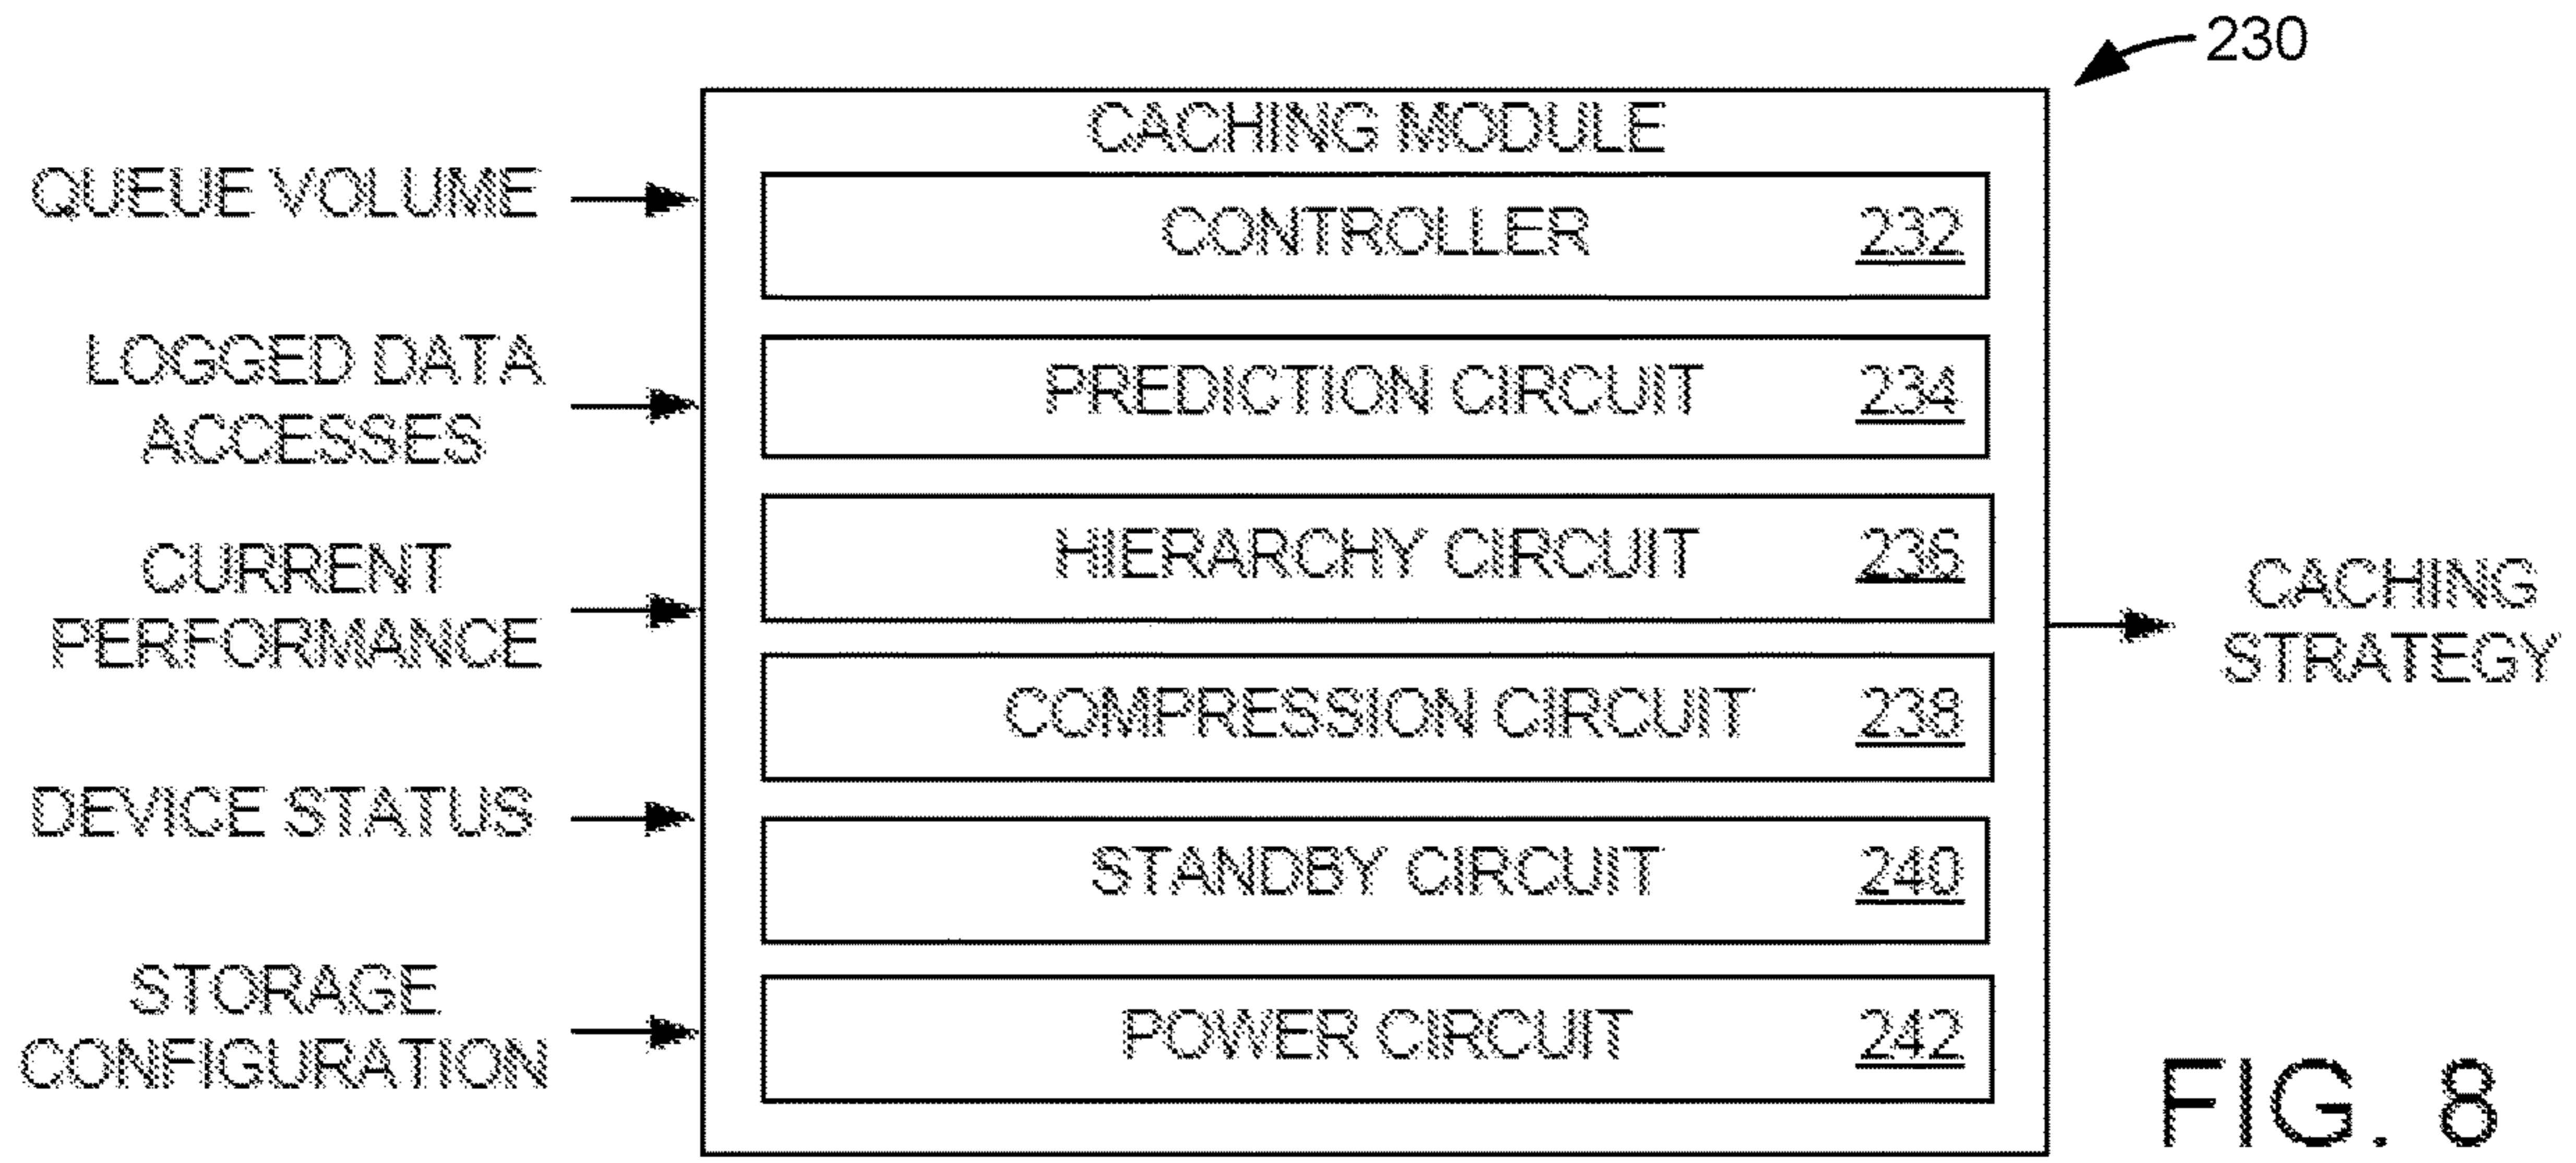 230
CACHING MODULE
QUEUE VOLUME
CONTROLLER 232
LOGGED DATA
ACCESSES
PREDICTION CIRCUIT 234
CURRENT
PERFORMANCE
HIERARCHY CIRCUIT 236
CACHING
STRATEGY
COMPRESSION CIRCUIT 238
DEVICE STATUS
STANDBY CIRCUIT 240
STORAGE
CONFIGURATION
POWER CIRCUIT 242
FIG. 8